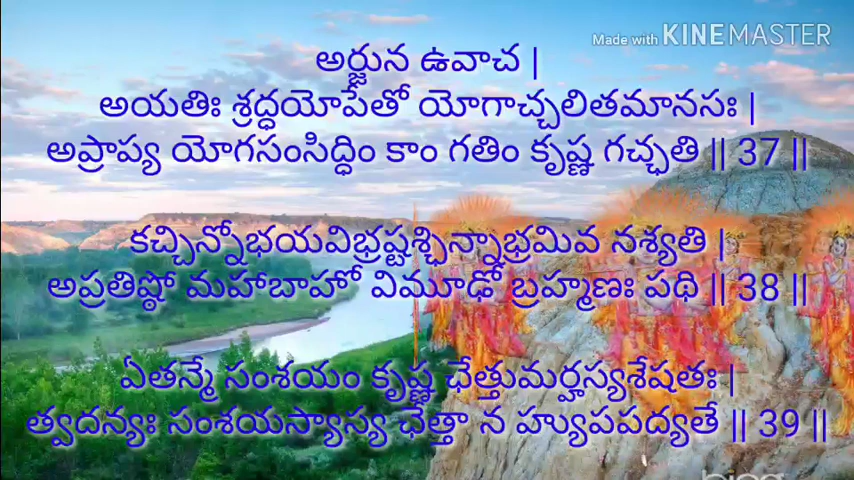 Made with KINEMASTER
అర్జున ఉవాచ |
అయతిః శ్రద్ధయోపేతో యోగాచ్చలితమానసః |
అప్రాప్య యోగసంసిద్ధిం కాం గతిం కృష్ణ గచ్ఛతి || 37 ||
కచ్చిన్నోభయవిభ్రష్టశ్ఛిన్నాభ్రమివ నశ్యతి |
అప్రతిష్ఠో మహాబాహో విమూఢో బ్రహ్మణః పథి || 38 ||
ఏతన్మే సంశయం కృష్ణ ఛేత్తుమర్హస్యశేషతః |
త్వదన్యః సంశయస్యాస్య ఛేత్తా న హ్యుపపద్యతే || 39 ||